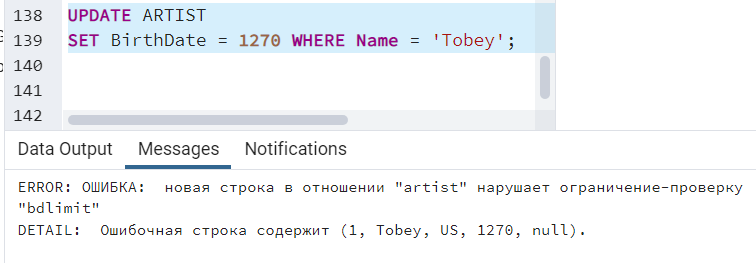 138 UPDATE ARTIST
139 SET BirthDate = 1270 WHERE Name = 'Tobey';
140
141
142
Data Output Messages Notifications
ERROR: ОШИБКА:  новая строка в отношении "artist" нарушает ограничение-проверку
"bdlimit"
DETAIL:  Ошибочная строка содержит (1, Tobey, US, 1270, null).